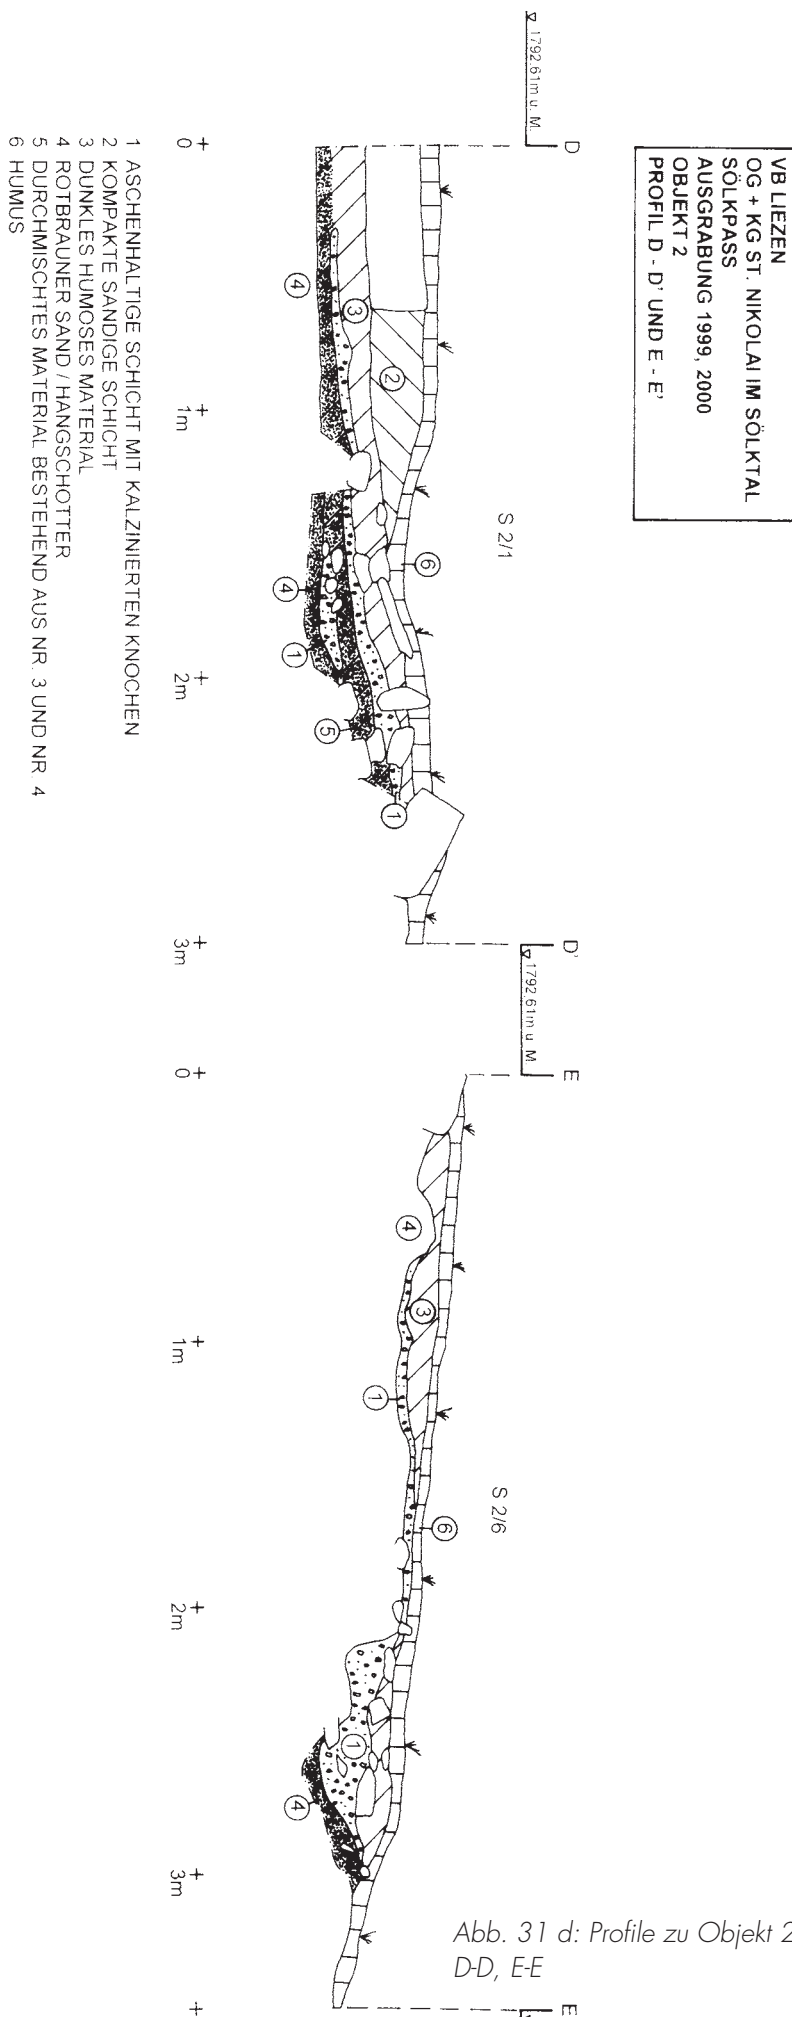 VB LIEZEN
OG + KG ST. NIKOLAI IM SÖLKTAL
SÖLKPASS
AUSGRABUNG 1999, 2000
OBJEKT 2
PROFIL D - D' UND E - E'
D
1792.61m ü. M.
S 2/1
D'
2
3
4
6
4
1
5
1
0
1m
2m
3m
E
1792.61m ü. M.
S 2/6
E'
4
3
1
6
1
4
0
1m
2m
3m
1 ASCHENHALTIGE SCHICHT MIT KALZINIERTEN KNOCHEN
2 KOMPAKTE SANDIGE SCHICHT
3 DUNKLES HUMOSES MATERIAL
4 ROTBRAUNER SAND / HANGSCHOTTER
5 DURCHMISCHTES MATERIAL BESTEHEND AUS NR. 3 UND NR. 4
6 HUMUS
Abb. 31 d: Profile zu Objekt 2
D-D, E-E